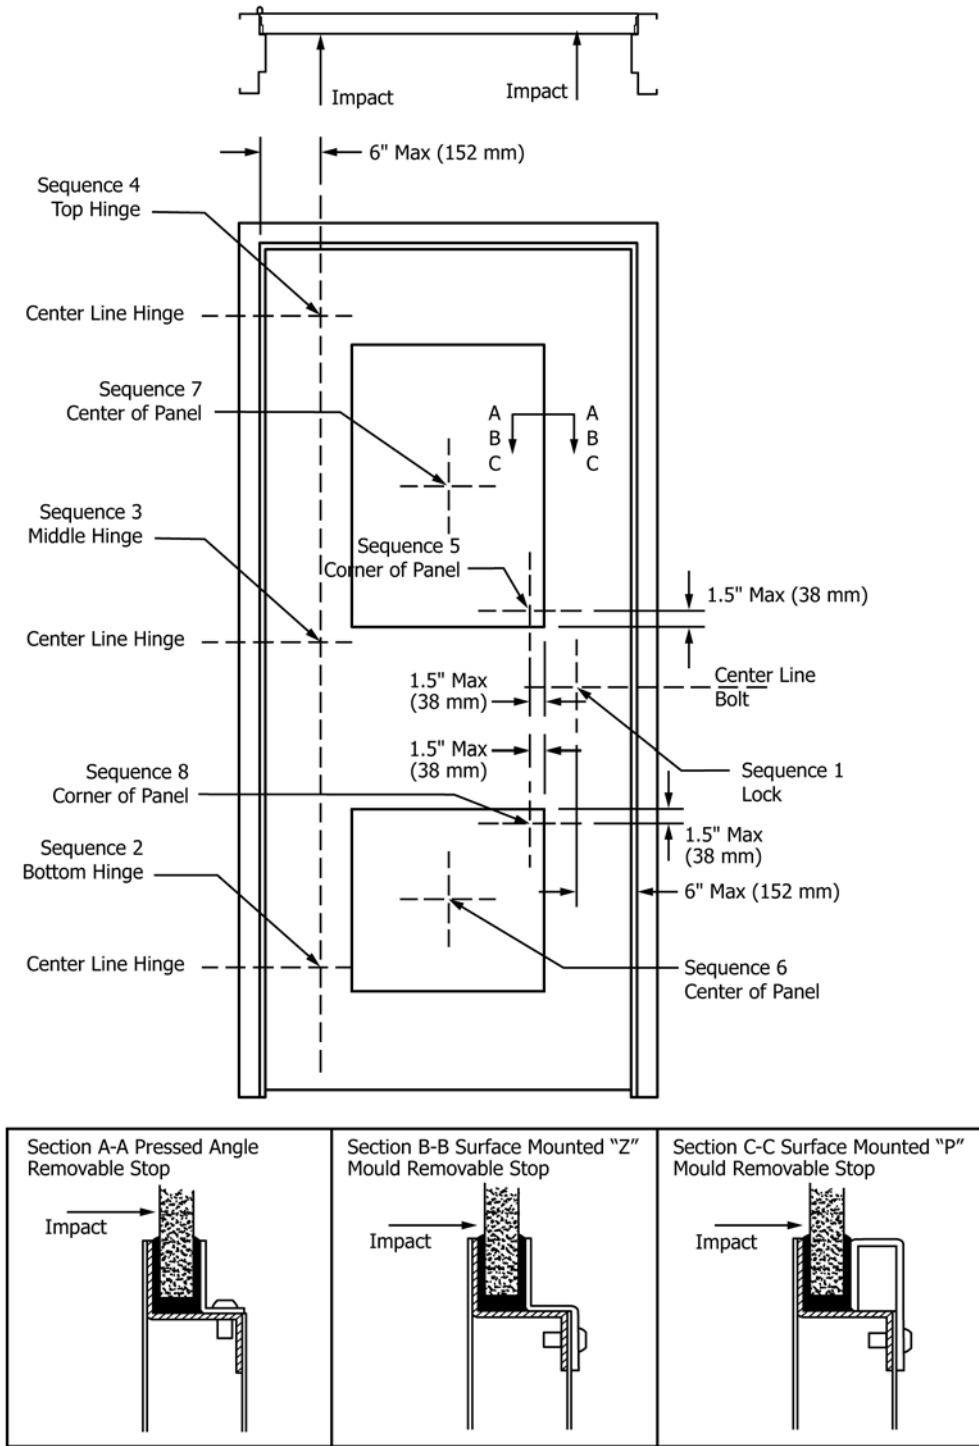 Impact
Impact
6" Max (152 mm)
Sequence 4
Top Hinge
Center Line Hinge
Sequence 7
Center of Panel
A
B
C
A
B
C
Sequence 3
Middle Hinge
Sequence 5
Corner of Panel
1.5" Max (38 mm)
Center Line Hinge
1.5" Max
(38 mm)
Center Line
Bolt
1.5" Max
(38 mm)
Sequence 8
Corner of Panel
Sequence 1
Lock
1.5" Max
(38 mm)
Sequence 2
Bottom Hinge
6" Max (152 mm)
Center Line Hinge
Sequence 6
Center of Panel
Section A-A Pressed Angle
Removable Stop
Impact
Section B-B Surface Mounted “Z”
Mould Removable Stop
Impact
Section C-C Surface Mounted “P”
Mould Removable Stop
Impact